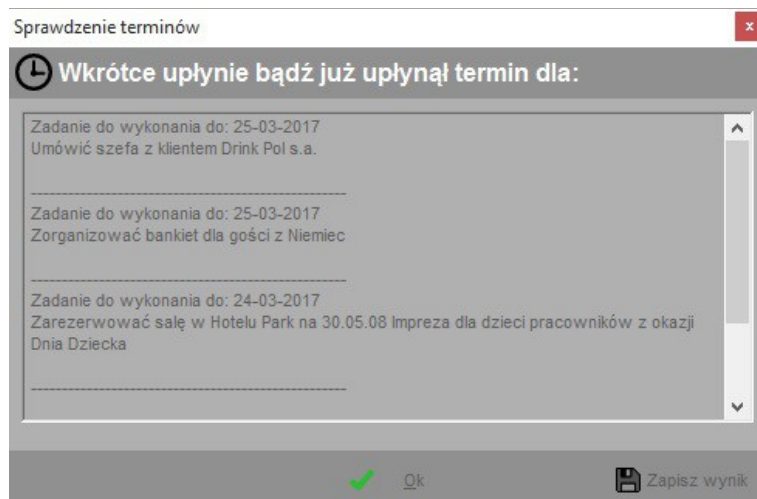 Sprawdzenie terminów
x
Wkrótce upłynie bądź już upłynął termin dla:
Zadanie do wykonania do: 25-03-2017
Umówić szefa z klientem Drink Pol s.a.
----------------------------------------------------
Zadanie do wykonania do: 25-03-2017
Zorganizować bankiet dla gości z Niemiec
----------------------------------------------------
Zadanie do wykonania do: 24-03-2017
Zarezerwować salę w Hotelu Park na 30.05.08 Impreza dla dzieci pracowników z okazji
Dnia Dziecka
----------------------------------------------------
Ok
Zapisz wynik